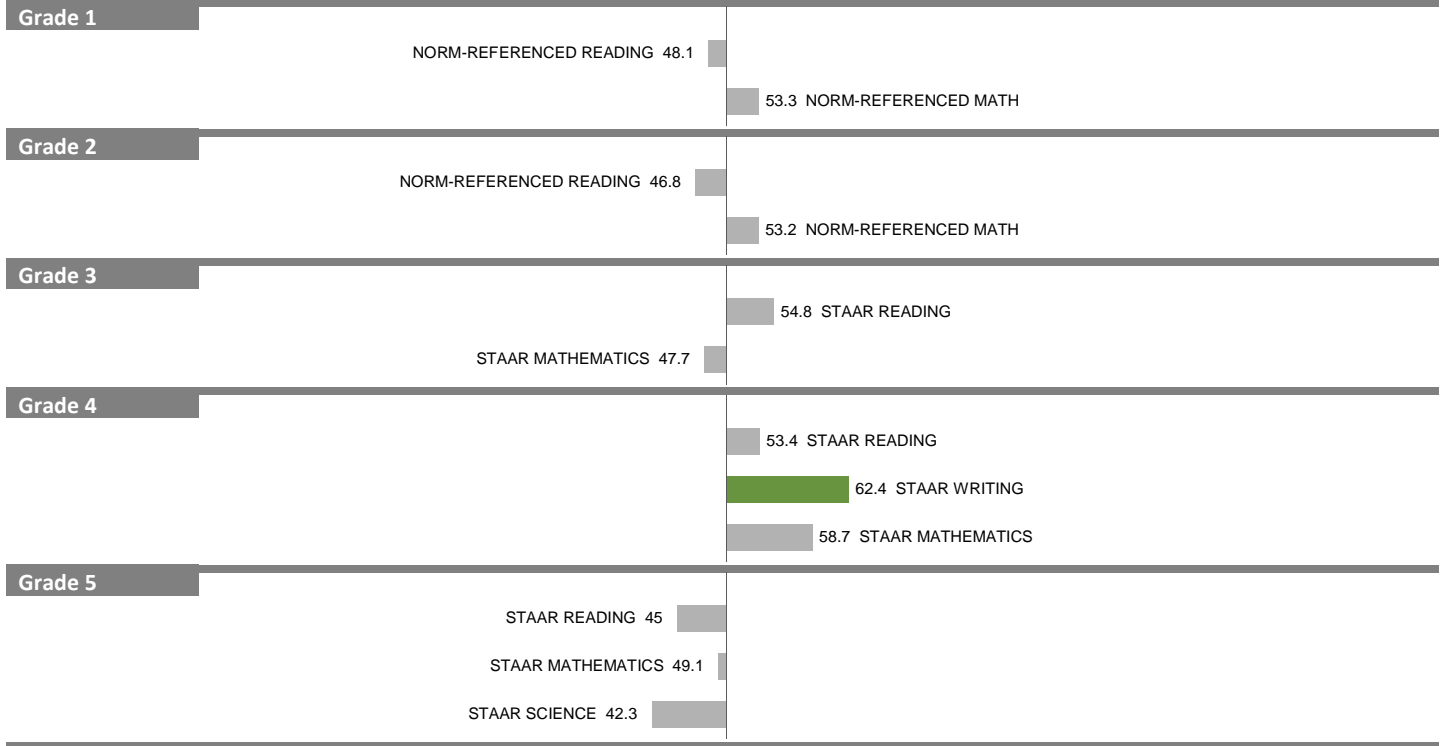 Grade 1
NORM-REFERENCED READING 48.1
53.3 NORM-REFERENCED MATH
Grade 2
NORM-REFERENCED READING 46.8
53.2 NORM-REFERENCED MATH
Grade 3
54.8 STAAR READING
STAAR MATHEMATICS 47.7
Grade 4
53.4 STAAR READING
62.4 STAAR WRITING
58.7 STAAR MATHEMATICS
Grade 5
STAAR READING 45
STAAR MATHEMATICS 49.1
STAAR SCIENCE 42.3